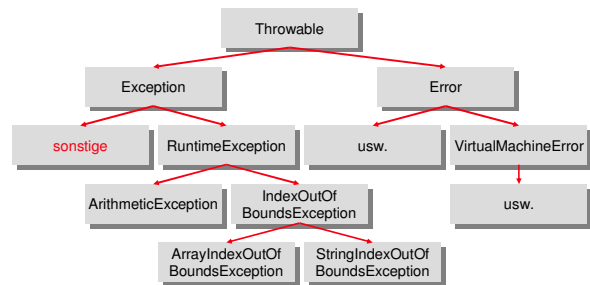 Throwable
Exception
Error
sonstige
RuntimeException
usw.
VirtualMachineError
ArithmeticException
IndexOutOf
BoundsException
usw.
ArrayIndexOutOf
BoundsException
StringIndexOutOf
BoundsException